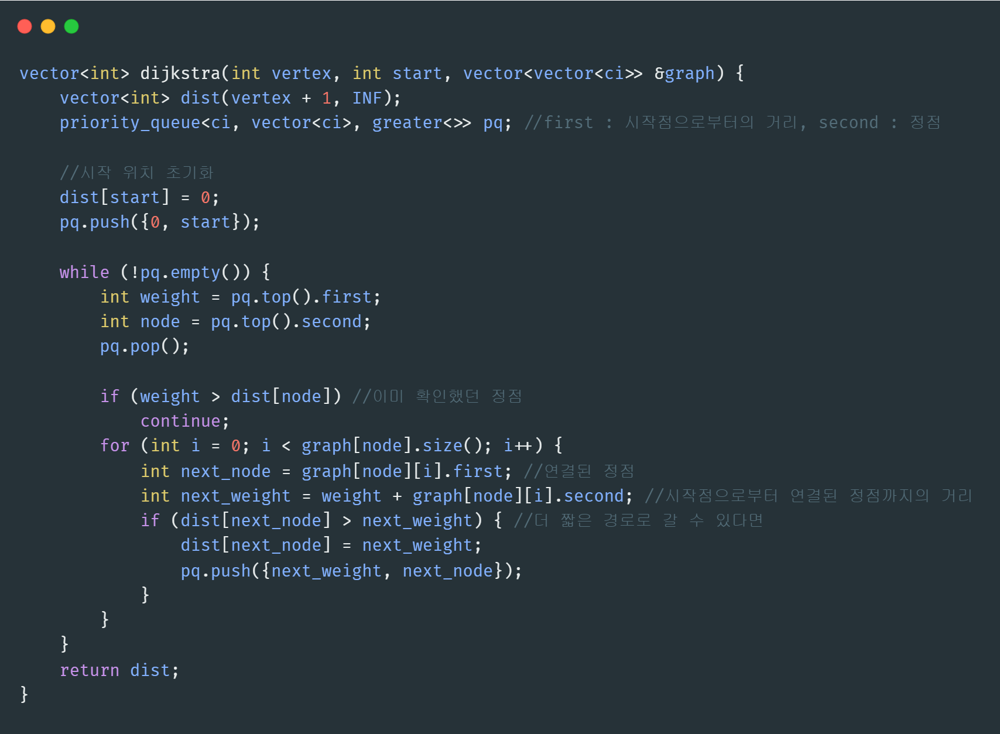 vector<int> dijkstra(int vertex, int start, vector<vector<ci>> &graph) {
    vector<int> dist(vertex + 1, INF);
    priority_queue<ci, vector<ci>, greater<>> pq; //first : 시작점으로부터의 거리, second : 정점

    //시작 위치 초기화
    dist[start] = 0;
    pq.push({0, start});

    while (!pq.empty()) {
        int weight = pq.top().first;
        int node = pq.top().second;
        pq.pop();

        if (weight > dist[node]) //이미 확인했던 정점
            continue;
        for (int i = 0; i < graph[node].size(); i++) {
            int next_node = graph[node][i].first; //연결된 정점
            int next_weight = weight + graph[node][i].second; //시작점으로부터 연결된 정점까지의 거리
            if (dist[next_node] > next_weight) { //더 짧은 경로로 갈 수 있다면
                dist[next_node] = next_weight;
                pq.push({next_weight, next_node});
            }
        }
    }
    return dist;
}